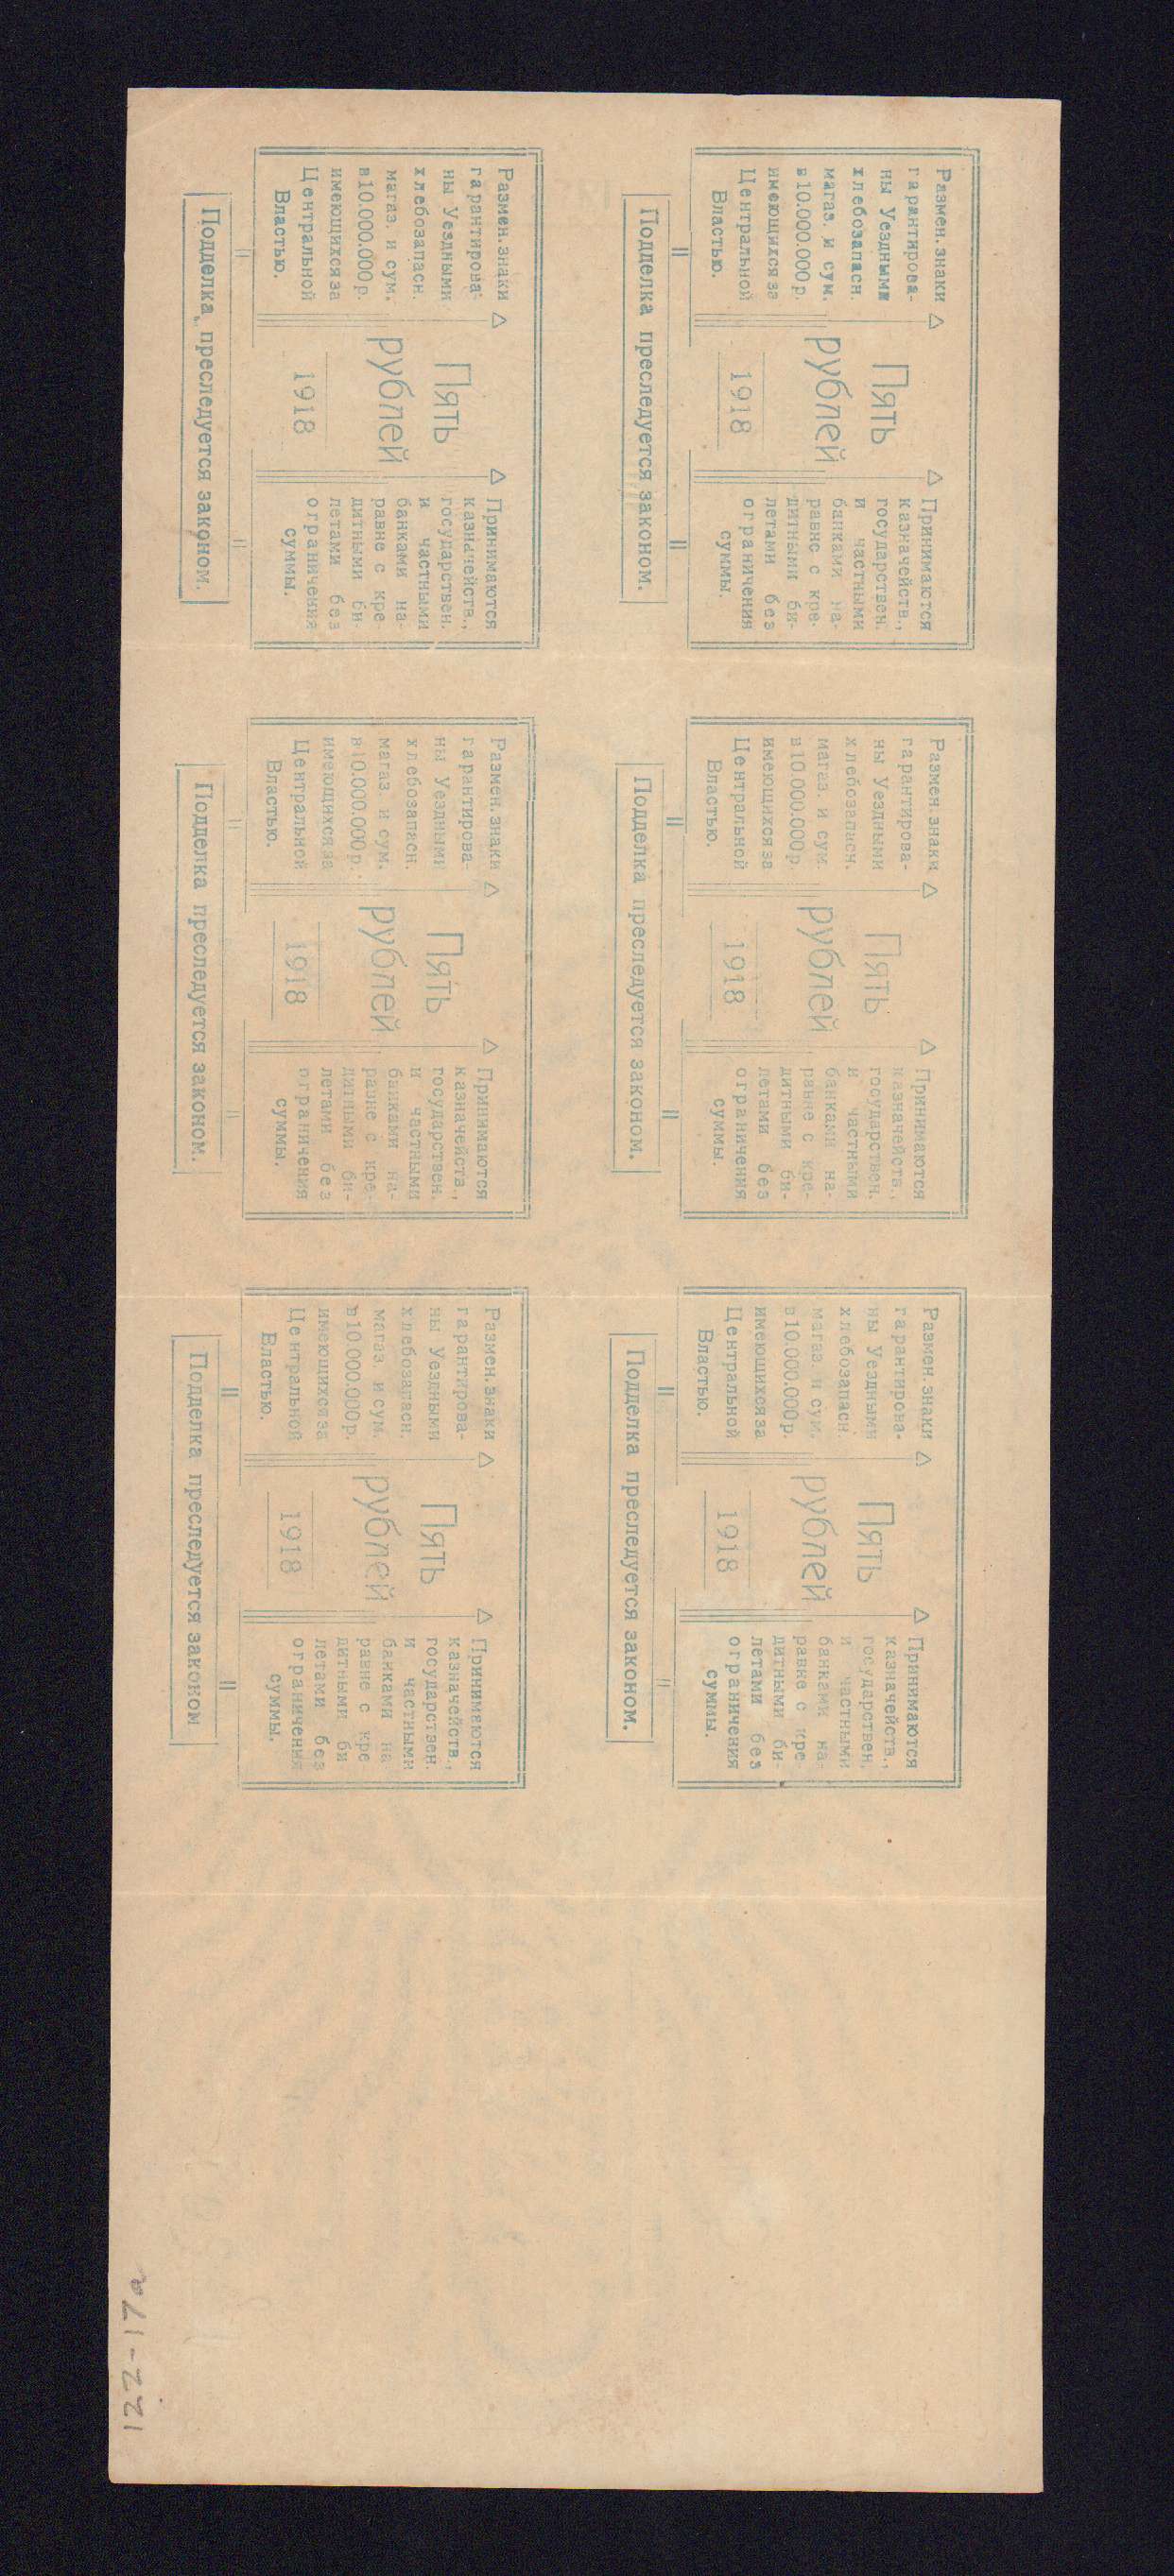 Размен. знаки
гарантирова-
ны Уездными
хлебозапасн.
магаз. и сум.
в 10.000.000 р.
имеющихся за
Центральной
Властью.
Пять
рублей
1918
Принимаются
казначейств.,
государствен.
и частными
банками на-
равне с кре-
дитными би-
летами без
ограничения
суммы.
Подделка преследуется законом.
Размен. знаки
гарантирова-
ны Уездными
хлебозапасн.
магаз. и сум.
в 10.000.000 р.
имеющихся за
Центральной
Властью.
Пять
рублей
1918
Принимаются
казначейств.,
государствен.
и частными
банками на-
равне с кре-
дитными би-
летами без
ограничения
суммы.
Подделка преследуется законом.
Размен. знаки
гарантирова-
ны Уездными
хлебозапасн.
магаз. и сум.
в 10.000.000 р.
имеющихся за
Центральной
Властью.
Пять
рублей
1918
Принимаются
казначейств.,
государствен.
и частными
банками на-
равне с кре-
дитными би-
летами без
ограничения
суммы.
Подделка преследуется законом.
Размен. знаки
гарантирова-
ны Уездными
хлебозапасн.
магаз. и сум.
в 10.000.000 р.
имеющихся за
Центральной
Властью.
Пять
рублей
1918
Принимаются
казначейств.,
государствен.
и частными
банками на-
равне с кре-
дитными би-
летами без
ограничения
суммы.
Подделка преследуется законом.
Размен. знаки
гарантирова-
ны Уездными
хлебозапасн.
магаз. и сум.
в 10.000.000 р.
имеющихся за
Центральной
Властью.
Пять
рублей
1918
Принимаются
казначейств.,
государствен.
и частными
банками на-
равне с кре-
дитными би-
летами без
ограничения
суммы.
Подделка преследуется законом.
Размен. знаки
гарантирова-
ны Уездными
хлебозапасн.
магаз. и сум.
в 10.000.000 р.
имеющихся за
Центральной
Властью.
Пять
рублей
1918
Принимаются
казначейств.,
государствен.
и частными
банками на
равне с кре
дитными би
летами без
ограничения
суммы.
Подделка преследуется законом
122-17a